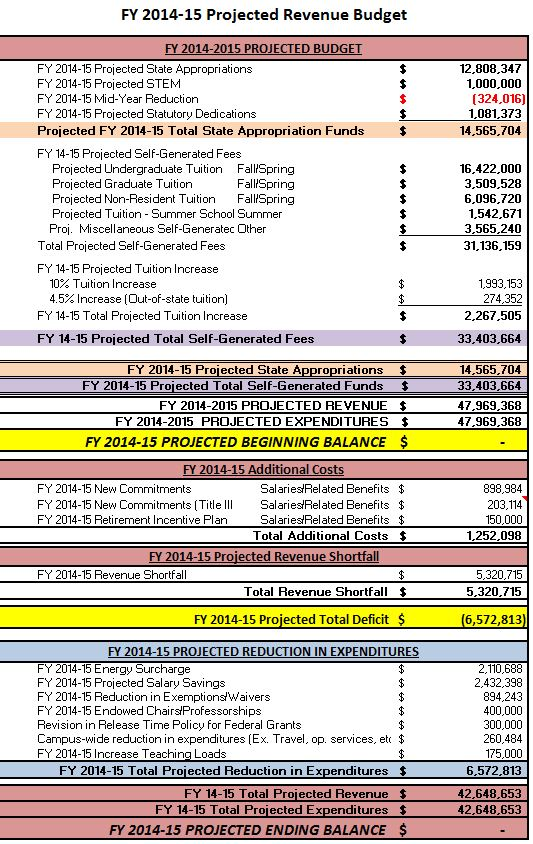 FY 2014-15 Projected Revenue Budget
FY 2014-2015 PROJECTED BUDGET
FY 2014-15 Projected State Appropriations $ 12,808,347
FY 2014-15 Projected STEM $ 1,000,000
FY 2014-15 Mid-Year Reduction $ (324,016)
FY 2014-15 Projected Statutory Dedications $ 1,081,373
Projected FY 2014-15 Total State Appropriation Funds $ 14,565,704
FY 14-15 Projected Self-Generated Fees
Projected Undergraduate Tuition Fall/Spring $ 16,422,000
Projected Graduate Tuition Fall/Spring $ 3,509,528
Projected Non-Resident Tuition Fall/Spring $ 6,096,720
Projected Tuition - Summer School Summer $ 1,542,671
Proj. Miscellaneous Self-Generatec Other $ 3,565,240
Total Projected Self-Generated Fees $ 31,136,159
FY 14-15 Projected Tuition Increase
10% Tuition Increase $ 1,993,153
4.5% Increase (Out-of-state tuition) $ 274,352
FY 14-15 Total Projected Tuition Increase $ 2,267,505
FY 14-15 Projected Total Self-Generated Fees $ 33,403,664
FY 2014-15 Projected State Appropriations $ 14,565,704
FY 2014-15 Projected Total Self-Generated Funds $ 33,403,664
FY 2014-2015 PROJECTED REVENUE $ 47,969,368
FY 2014-2015 PROJECTED EXPENDITURES $ 47,969,368
FY 2014-15 PROJECTED BEGINNING BALANCE $ -
FY 2014-15 Additional Costs
FY 2014-15 New Commitments Salaries/Related Benefits $ 898,984
FY 2014-15 New Commitments (Title III Salaries/Related Benefits $ 203,114
FY 2014-15 Retirement Incentive Plan Salaries/Related Benefits $ 150,000
Total Additional Costs $ 1,252,098
FY 2014-15 Projected Revenue Shortfall
FY 2014-15 Revenue Shortfall $ 5,320,715
Total Revenue Shortfall $ 5,320,715
FY 2014-15 Projected Total Deficit $ (6,572,813)
FY 2014-15 PROJECTED REDUCTION IN EXPENDITURES
FY 2014-15 Energy Surcharge $ 2,110,688
FY 2014-15 Projected Salary Savings $ 2,432,398
FY 2014-15 Reduction in Exemptions/Waivers $ 894,243
FY 2014-15 Endowed Chairs/Professorships $ 400,000
Revision in Release Time Policy for Federal Grants $ 300,000
Campus-wide reduction in expenditures (Ex. Travel, op. services, etc $ 260,484
FY 2014-15 Increase Teaching Loads $ 175,000
FY 2014-15 Total Projected Reduction in Expenditures $ 6,572,813
FY 14-15 Total Projected Revenue $ 42,648,653
FY 14-15 Total Projected Expenditures $ 42,648,653
FY 2014-15 PROJECTED ENDING BALANCE $ -